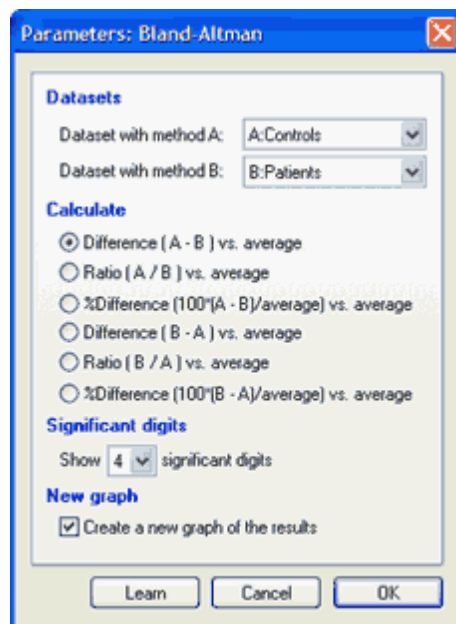 Parameters: Bland-Altman
Datasets
Dataset with method A: A:Controls
Dataset with method B: B:Patients
Calculate
Difference ( A - B ) vs. average
Ratio ( A / B ) vs. average
%Difference (100*(A - B)/average) vs. average
Difference ( B - A ) vs. average
Ratio ( B / A ) vs. average
%Difference (100*(B - A)/average) vs. average
Significant digits
Show 4 significant digits
New graph
Create a new graph of the results
Learn Cancel OK